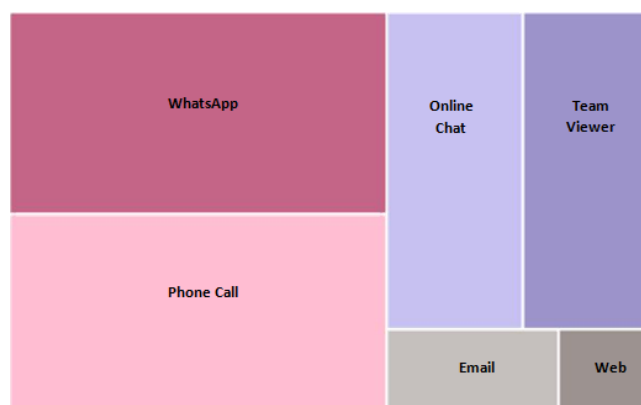 WhatsApp
Phone Call
Online
Chat
Team
Viewer
Email
Web